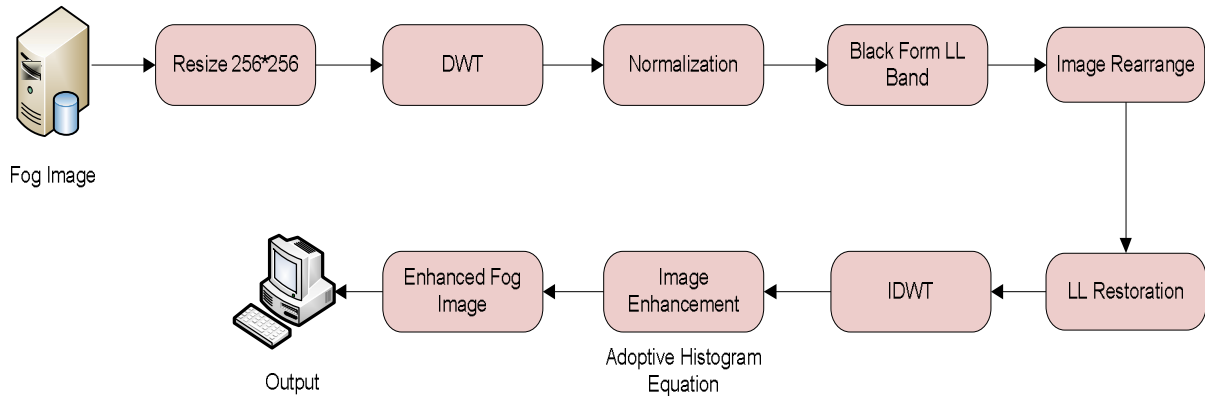 Resize 256*256
DWT
Normalization
Black Form LL
Band
Image Rearrange
Fog Image
LL Restoration
IDWT
Image
Enhancement
Adoptive Histogram
Equation
Enhanced Fog
Image
Output